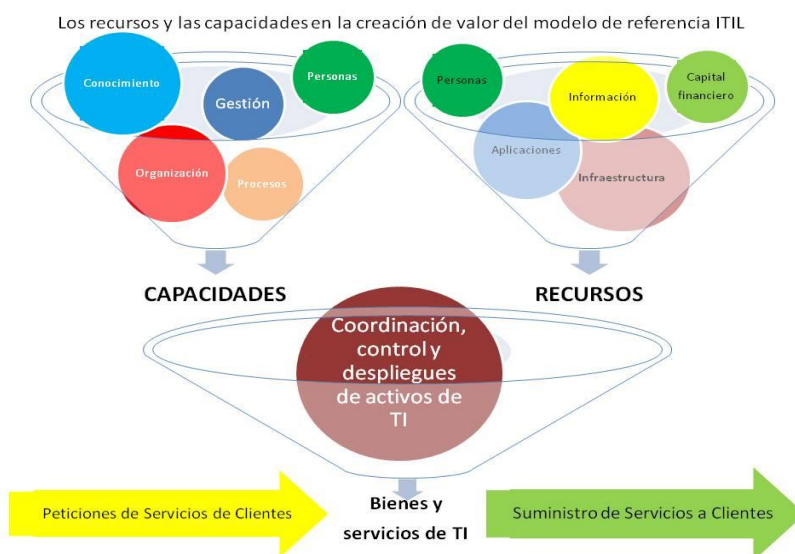 Los recursos y las capacidades en la creación de valor del modelo de referencia ITIL
Conocimiento
Gestión
Personas
Organización
Procesos
Personas
Información
Capital
financiero
Aplicaciones
Infraestructura
CAPACIDADES
RECURSOS
Coordinación,
control y
despliegues
de activos de
TI
Peticiones de Servicios de Clientes
Bienes y
servicios de TI
Suministro de Servicios a Clientes